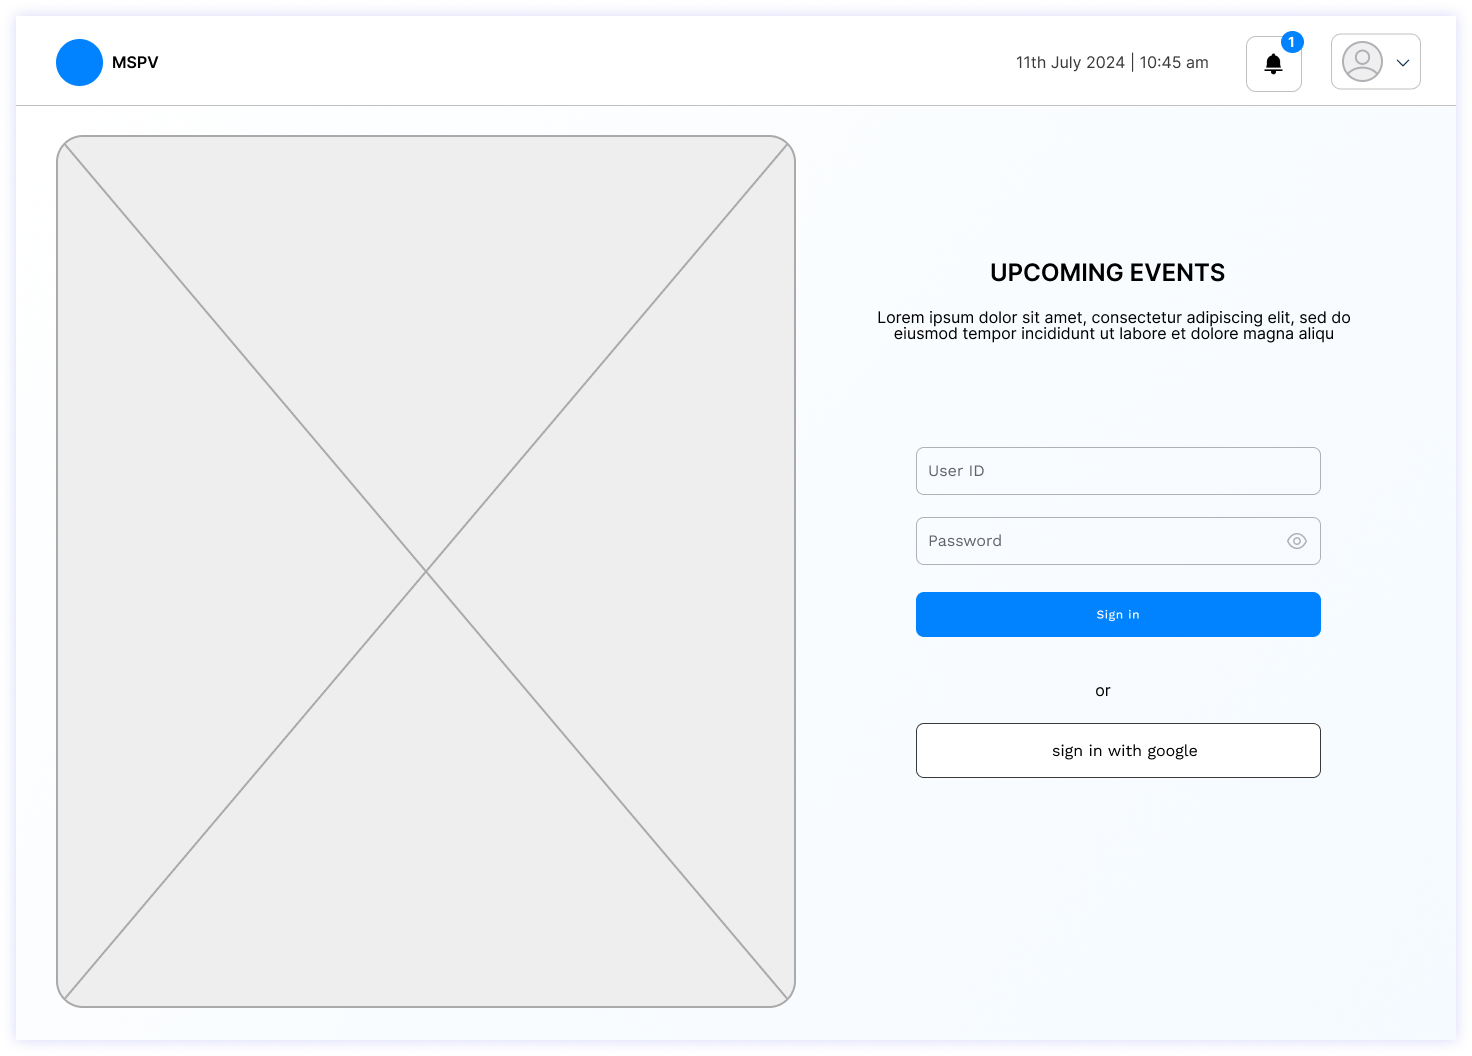 MSPV
11th July 2024 | 10:45 am
1
UPCOMING EVENTS
Lorem ipsum dolor sit amet, consectetur adipiscing elit, sed do
eiusmod tempor incididunt ut labore et dolore magna aliqu
User ID
Password
Sign in
or
sign in with google